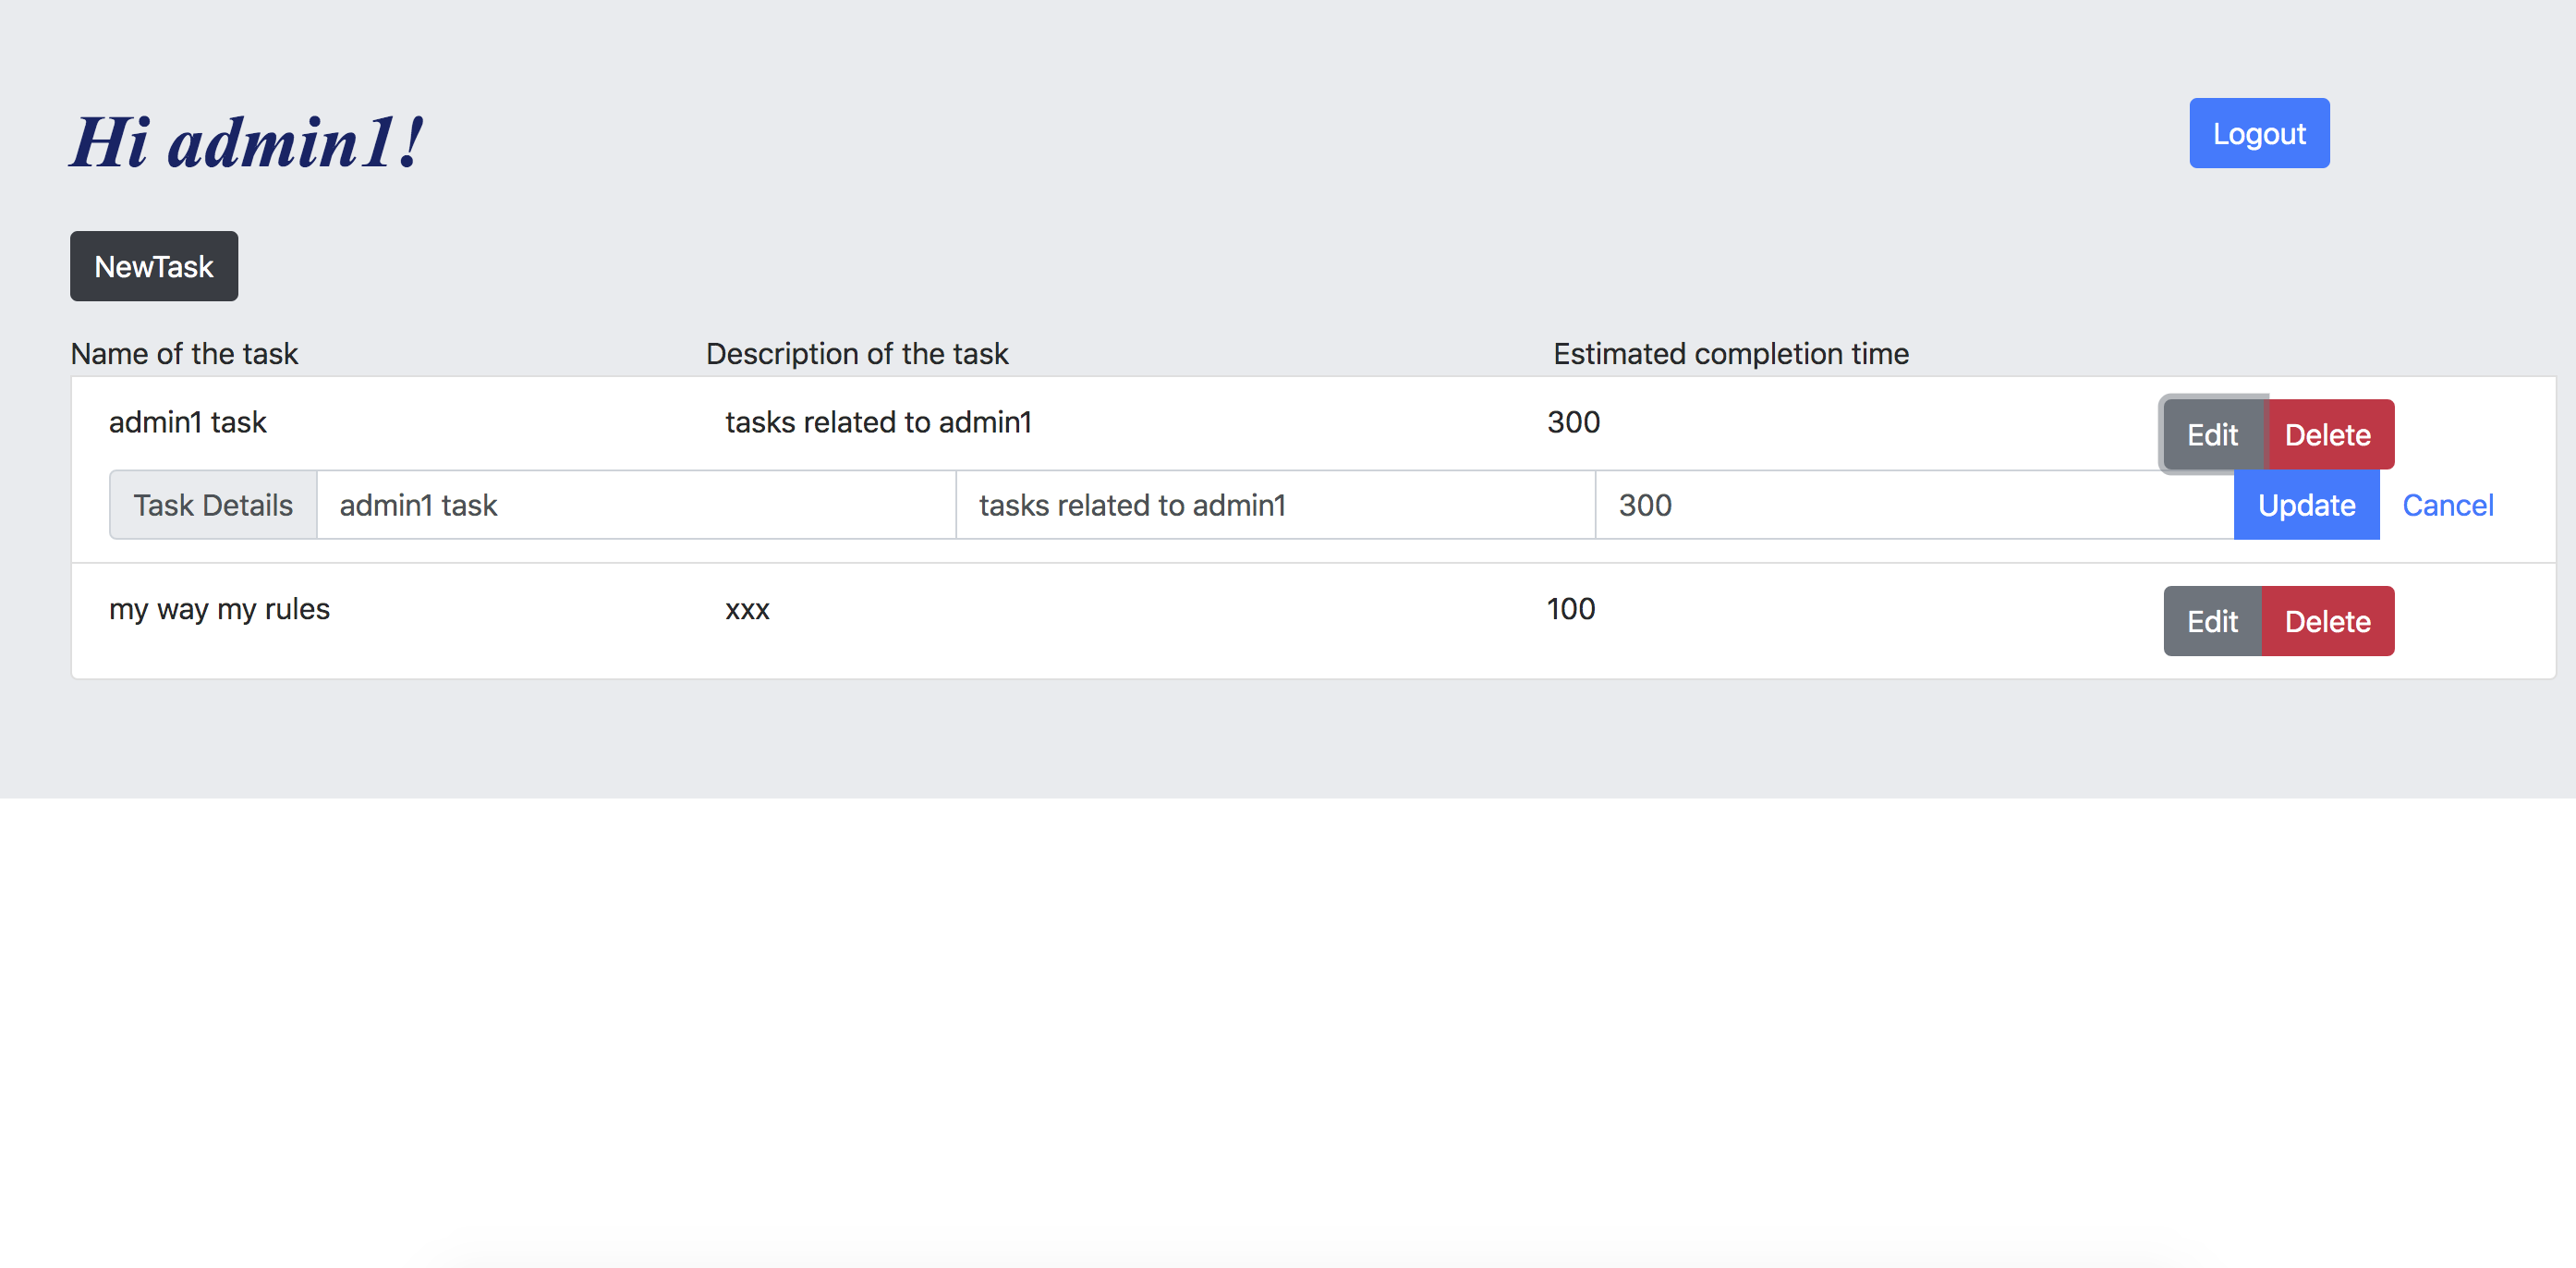 Hi admin1! Logout
NewTask
Name of the task Description of the task Estimated completion time
admin1 task tasks related to admin1 300 Edit Delete
Task Details admin1 task tasks related to admin1 300 Update Cancel
my way my rules xxx 100 Edit Delete